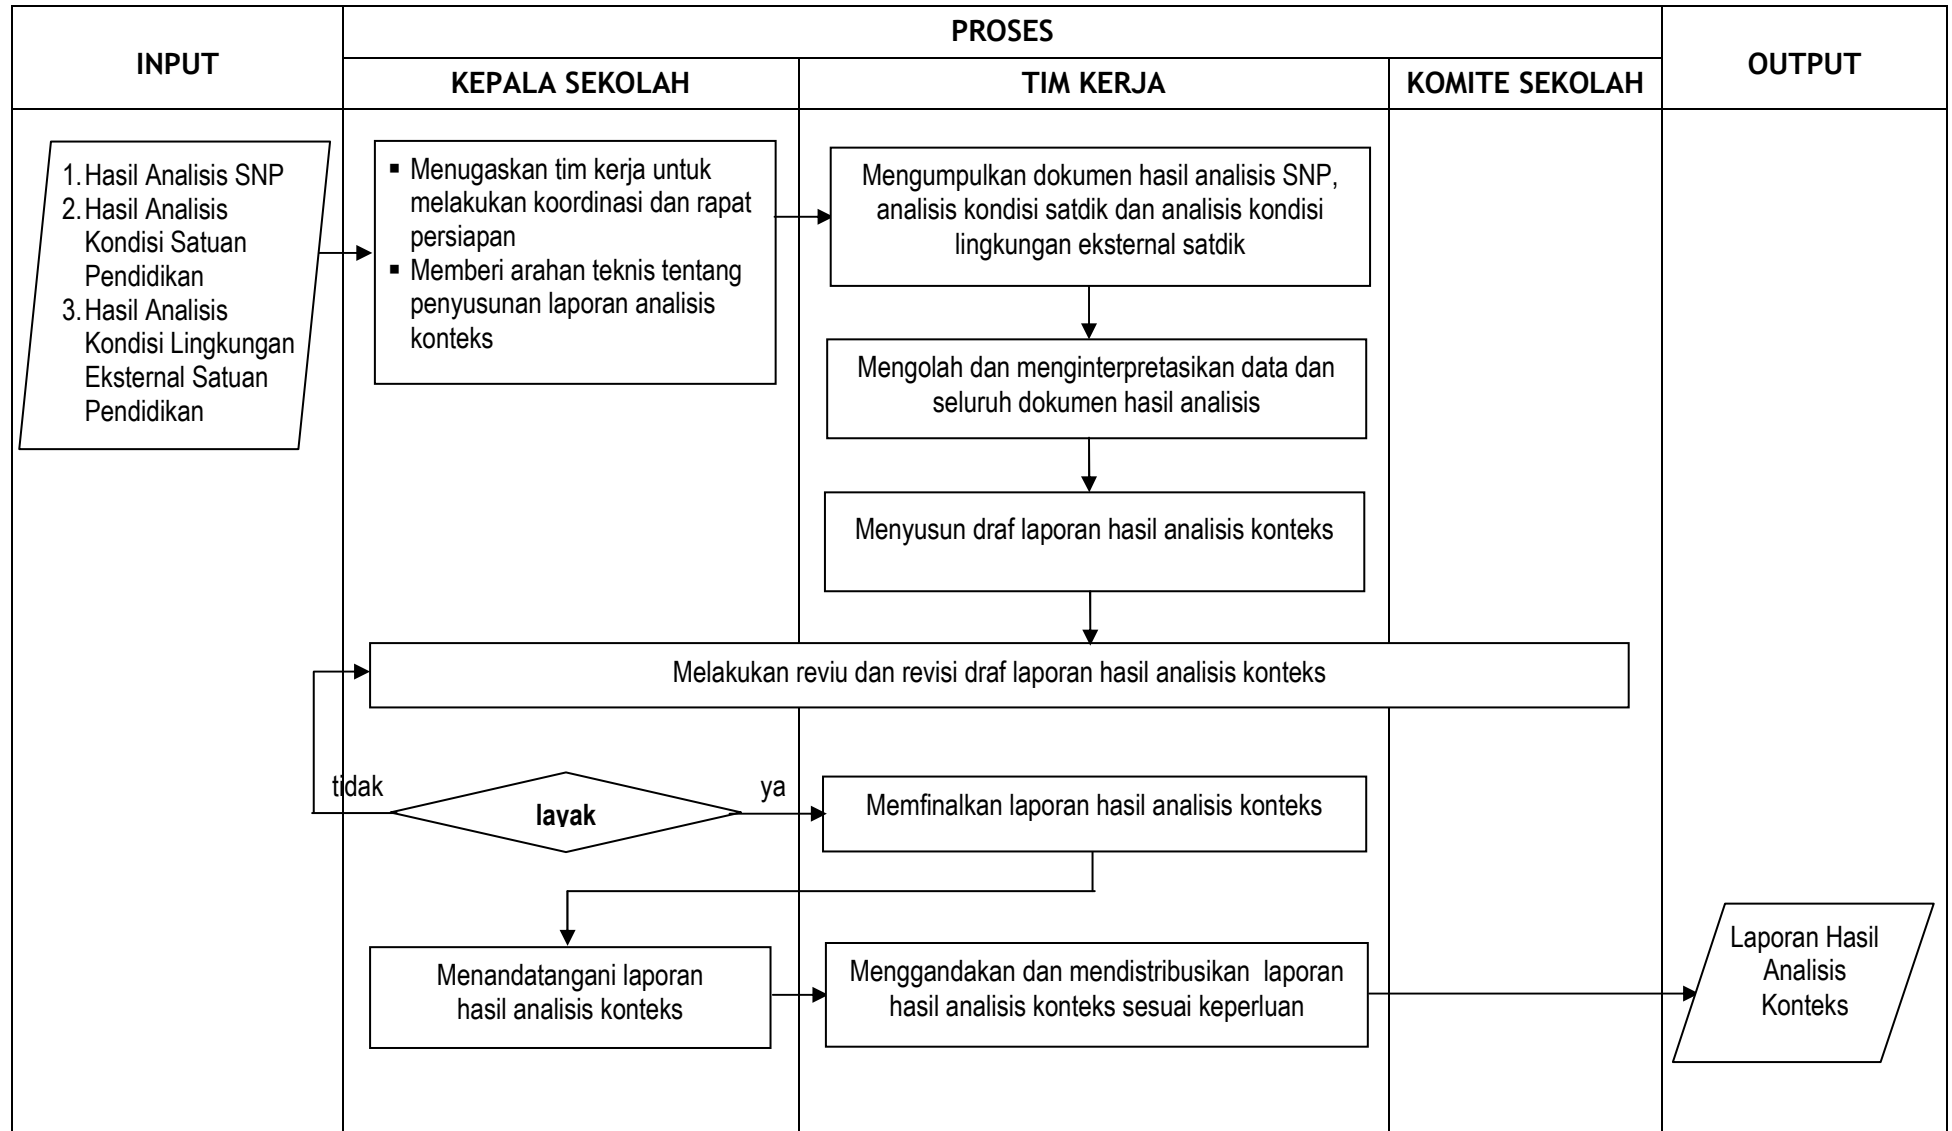 INPUT
PROSES
OUTPUT
KEPALA SEKOLAH
TIM KERJA
KOMITE SEKOLAH
1. Hasil Analisis SNP
2. Hasil Analisis
Kondisi Satuan
Pendidikan
3. Hasil Analisis
Kondisi Lingkungan
Eksternal Satuan
Pendidikan
▪ Menugaskan tim kerja untuk
melakukan koordinasi dan rapat
persiapan
▪ Memberi arahan teknis tentang
penyusunan laporan analisis
konteks
Mengumpulkan dokumen hasil analisis SNP,
analisis kondisi satdik dan analisis kondisi
lingkungan eksternal satdik
Mengolah dan menginterpretasikan data dan
seluruh dokumen hasil analisis
Menyusun draf laporan hasil analisis konteks
Melakukan reviu dan revisi draf laporan hasil analisis konteks
tidak
layak
ya
Memfinalkan laporan hasil analisis konteks
Menandatangani laporan
hasil analisis konteks
Menggandakan dan mendistribusikan laporan
hasil analisis konteks sesuai keperluan
Laporan Hasil
Analisis
Konteks